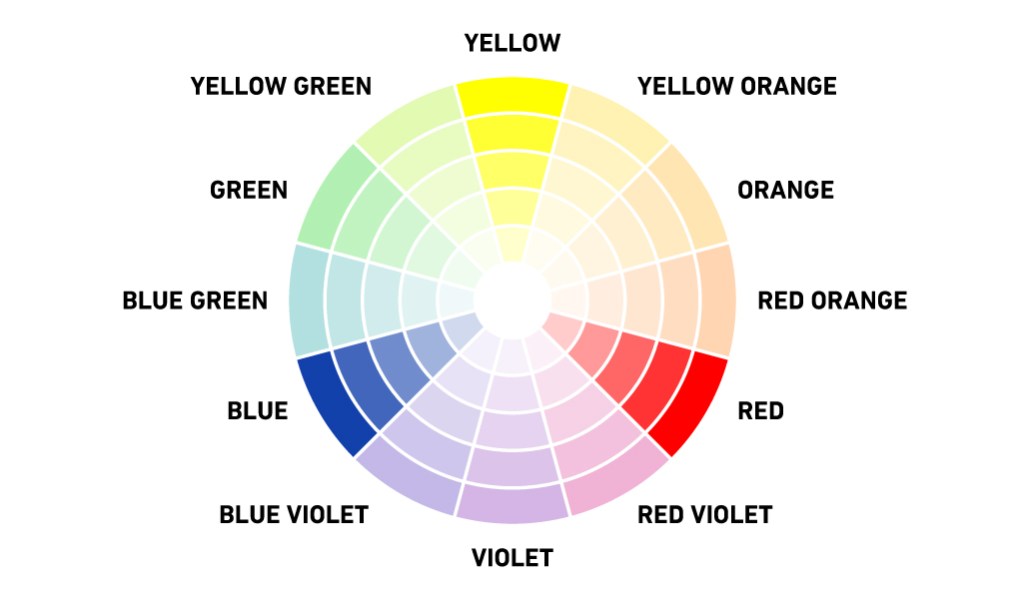 YELLOW
YELLOW GREEN
YELLOW ORANGE
GREEN
ORANGE
BLUE GREEN
RED ORANGE
BLUE
RED
BLUE VIOLET
RED VIOLET
VIOLET